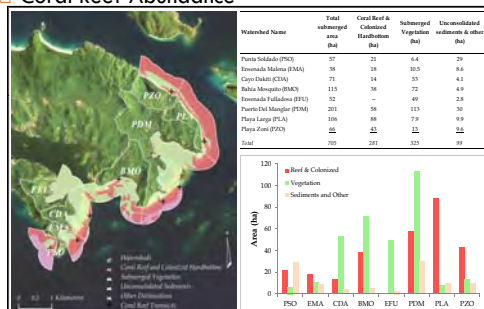 Coral Reef Abundance
PZO
PLA
PDM
BMO
EFU
CDA
EMA
PSO
Watersheds
Coral Reef and Colonized Hardbottom
Submerged Vegetation
Unconsolidated Sediments
Other Delineations
Coral Reef Transects
0 0.5 1 Kilometers
Watershed Name Total submerged area (ha) Coral Reef & Colonized Hardbottom (ha) Submerged Vegetation (ha) Unconsolidated sediments & other (ha)
Punta Soldado (PSO) 57 21 6.4 29
Ensenada Malena (EMA) 38 18 10.5 8.6
Cayo Dakiti (CDA) 71 14 53 4.1
Bahia Mosquito (BMO) 115 38 72 4.9
Ensenada Fulladosa (EFU) 52 – 49 2.8
Puerto Del Manglar (PDM) 201 58 113 30
Playa Larga (PLA) 106 88 7.9 9.9
Playa Zoni (PZO) 66 43 13 9.6
Total 705 281 325 99
Area (ha)
120
100
80
60
40
20
0
Reef & Colonized
Vegetation
Sediments and Other
PSO EMA CDA BMO EFU PDM PLA PZO